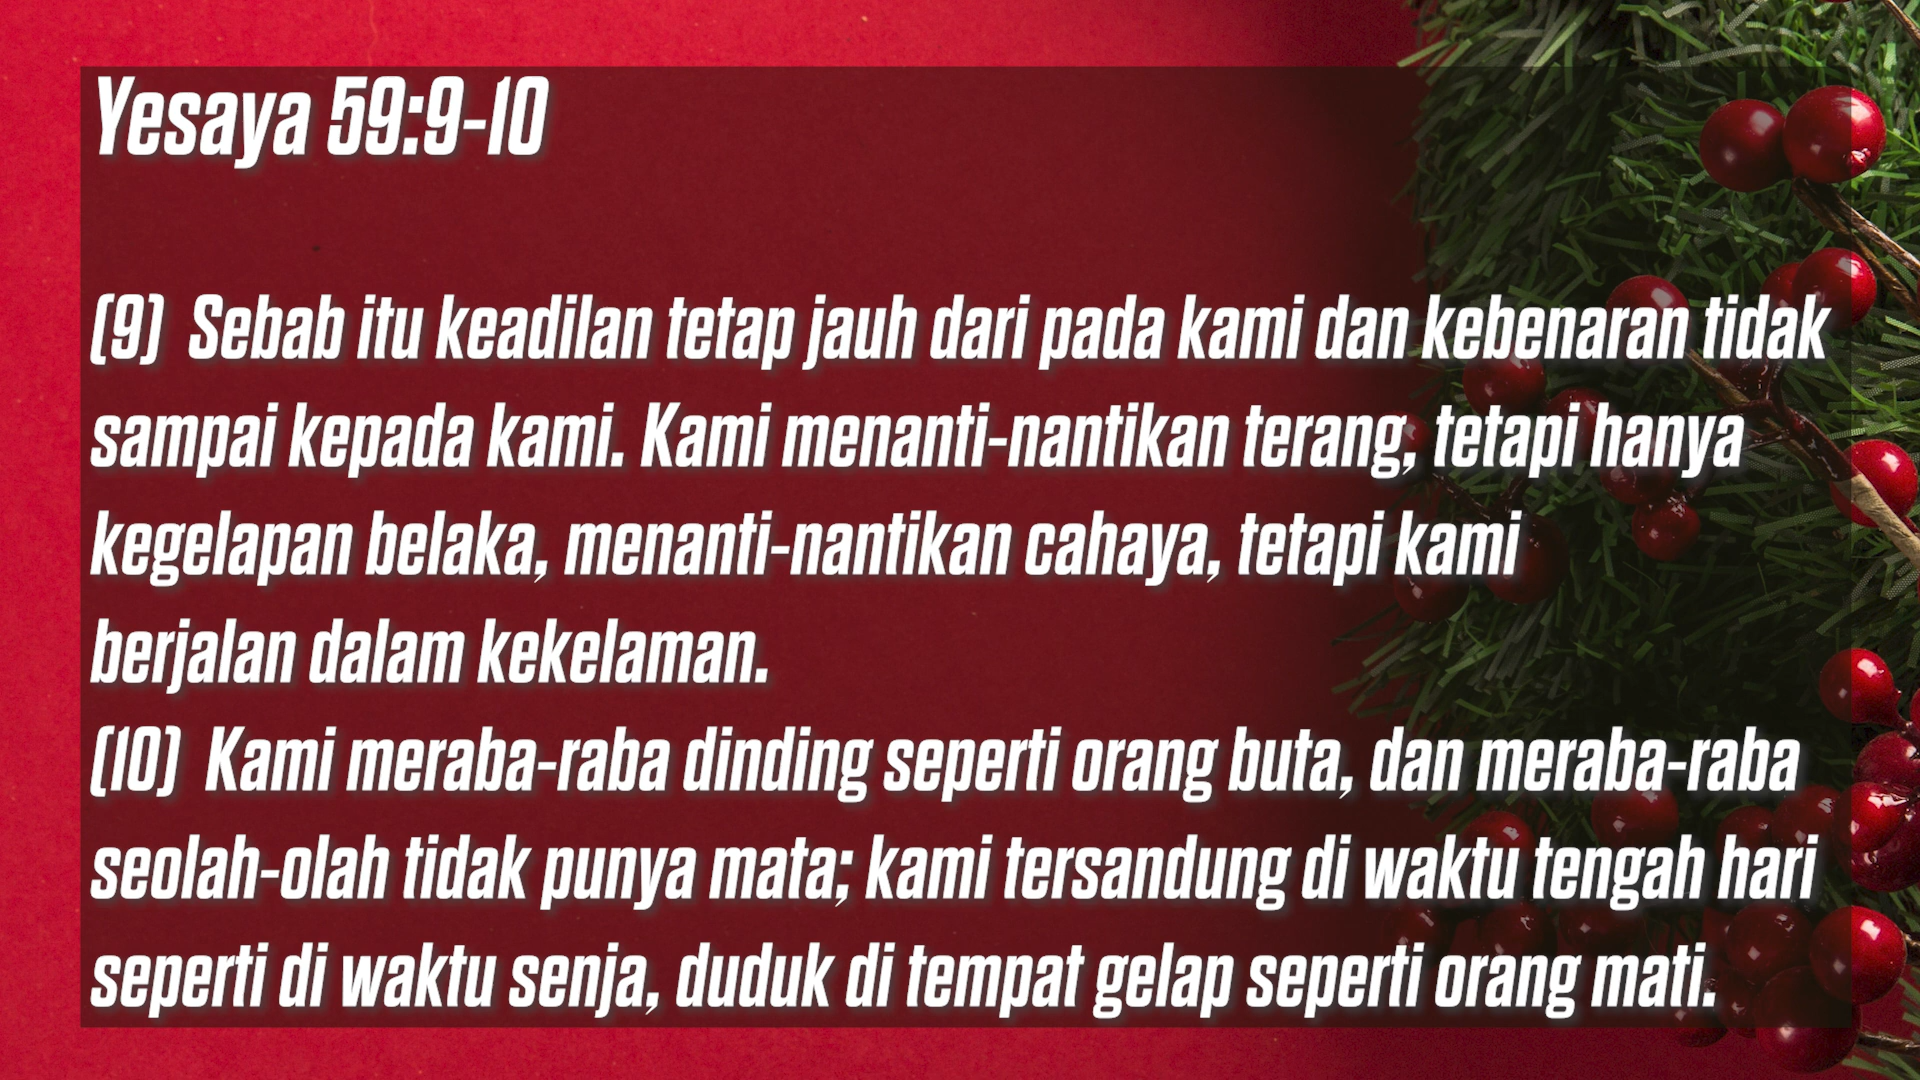 Yesaya 59:9-10
(9) Sebab itu keadilan tetap jauh dari pada kami dan kebenaran tidak
sampai kepada kami. Kami menanti-nantikan terang, tetapi hanya
kegelapan belaka, menanti-nantikan cahaya, tetapi kami
berjalan dalam kekelaman.
(10) Kami meraba-raba dinding seperti orang buta, dan meraba-raba
seolah-olah tidak punya mata; kami tersandung di waktu tengah hari
seperti di waktu senja, duduk di tempat gelap seperti orang mati.